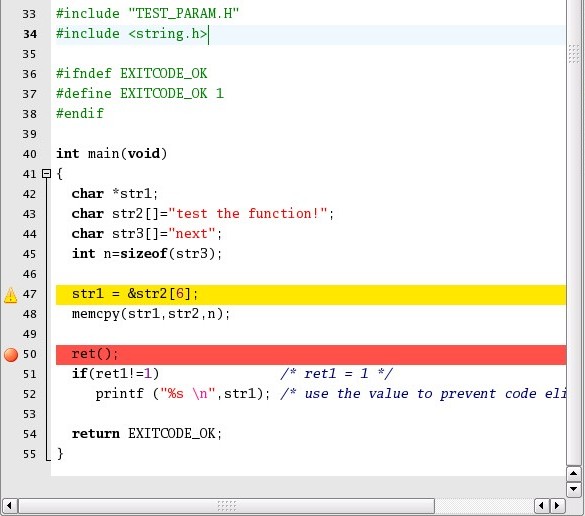 33 #include "TEST_PARAM.H"
34 #include <string.h>
35
36 #ifndef EXITCODE_OK
37 #define EXITCODE_OK 1
38 #endif
39
40 int main(void)
41 {
42 char *str1;
43 char str2[]="test the function!";
44 char str3[]="next";
45 int n=sizeof(str3);
46
47 str1 = &str2[6];
48 memcpy(str1,str2,n);
49
50 ret();
51 if(ret1!=1) /* ret1 = 1 */
52 printf ("%s \n",str1); /* use the value to prevent code eli
53
54 return EXITCODE_OK;
55 }